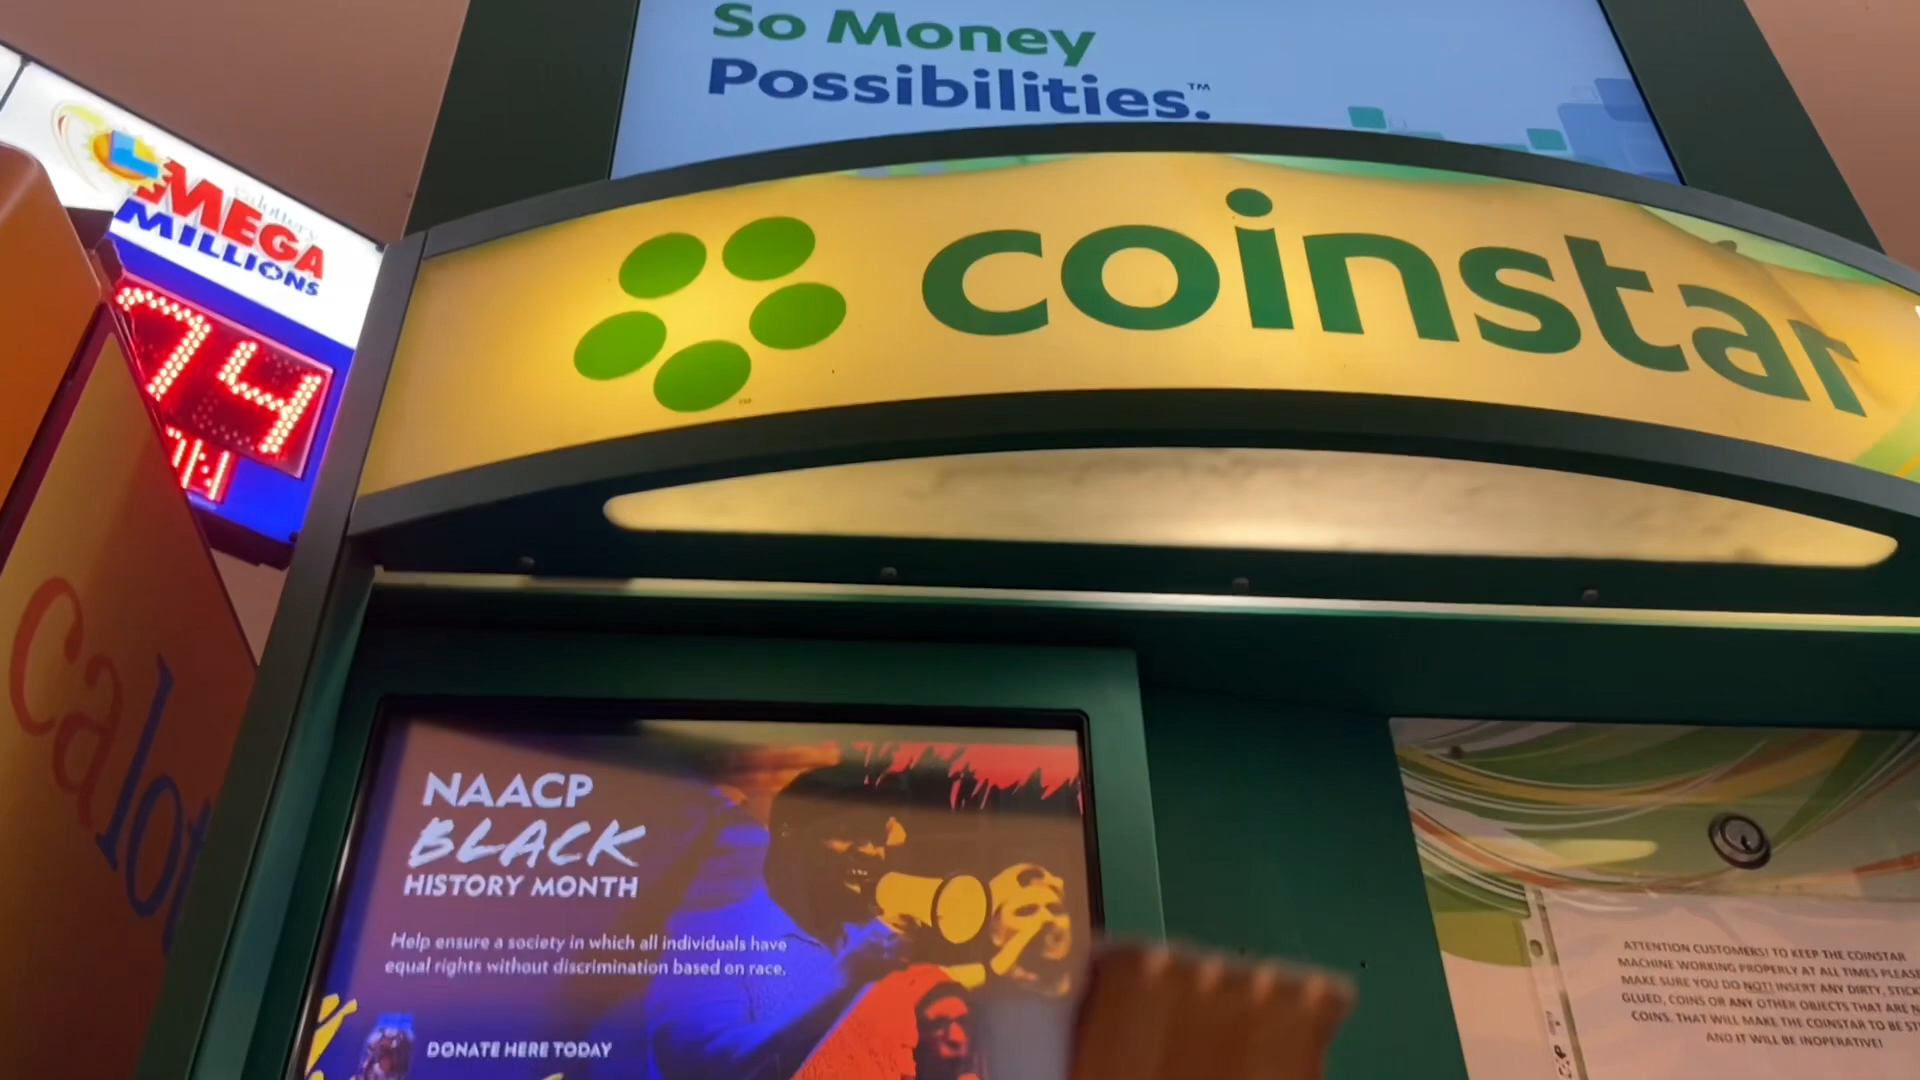 So Money
Possibilities.™
coinstar
calottery
MEGA
MILLIONS
74
calot
NAACP
BLACK
HISTORY MONTH
Help ensure a society in which all individuals have
equal rights without discrimination based on race.
DONATE HERE TODAY
ATTENTION CUSTOMERS! TO KEEP THE COINSTAR
MACHINE WORKING PROPERLY AT ALL TIMES PLEASE
MAKE SURE YOU DO NOT! INSERT ANY DIRTY, STICK
GLUED, COINS OR ANY OTHER OBJECTS THAT ARE N
COINS. THAT WILL MAKE THE COINSTAR TO BE ST
AND IT WILL BE INOPERATIVE!